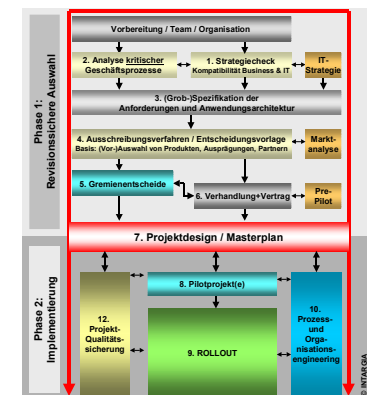 Phase 1:
Revisionssichere Auswahl
Vorbereitung / Team / Organisation
2. Analyse kritischer
Geschäftsprozesse
1. Strategiecheck
Kompatibilität Business & IT
IT-
Strategie
3. (Grob-)Spezifikation der
Anforderungen und Anwendungsarchitektur
4. Ausschreibungsverfahren / Entscheidungsvorlage
Basis: (Vor-)Auswahl von Produkten, Ausprägungen, Partnern
Markt-
analyse
5. Gremienentscheide
6. Verhandlung+Vertrag
Pre-
Pilot
7. Projektdesign / Masterplan
Phase 2:
Implementierung
12.
Projekt-
Qualitäts-
sicherung
8. Pilotprojekt(e)
9. ROLLOUT
10.
Prozess-
und
Orga-
nisations-
engineering
© INTARGIA